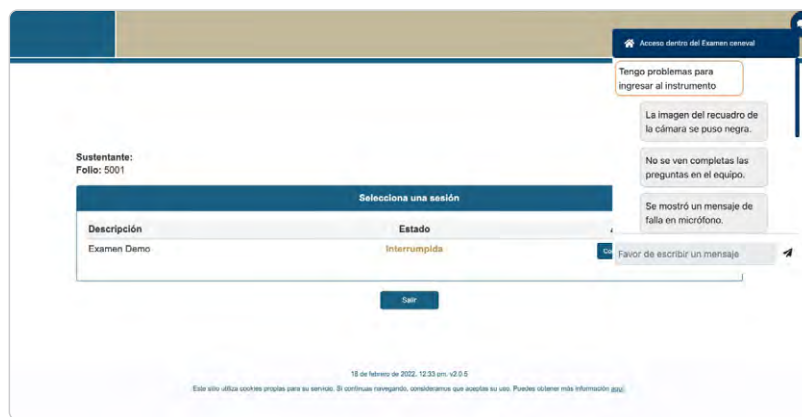 Acceso dentro del Examen ceneval
Tengo problemas para
ingresar al instrumento
La imagen del recuadro de
la cámara se puso negra.
No se ven completas las
preguntas en el equipo.
Se mostró un mensaje de
falla en micrófono.
Favor de escribir un mensaje
Sustentante:
Folio: 5001
Selecciona una sesión
Descripción Estado
Examen Demo Interrumpida
Salir
18 de febrero de 2022, 12:33 pm. v2.0.5
Este sitio utiliza cookies propias para su servicio. Si continuas navegando, consideramos que aceptas su uso. Puedes obtener más información aquí.